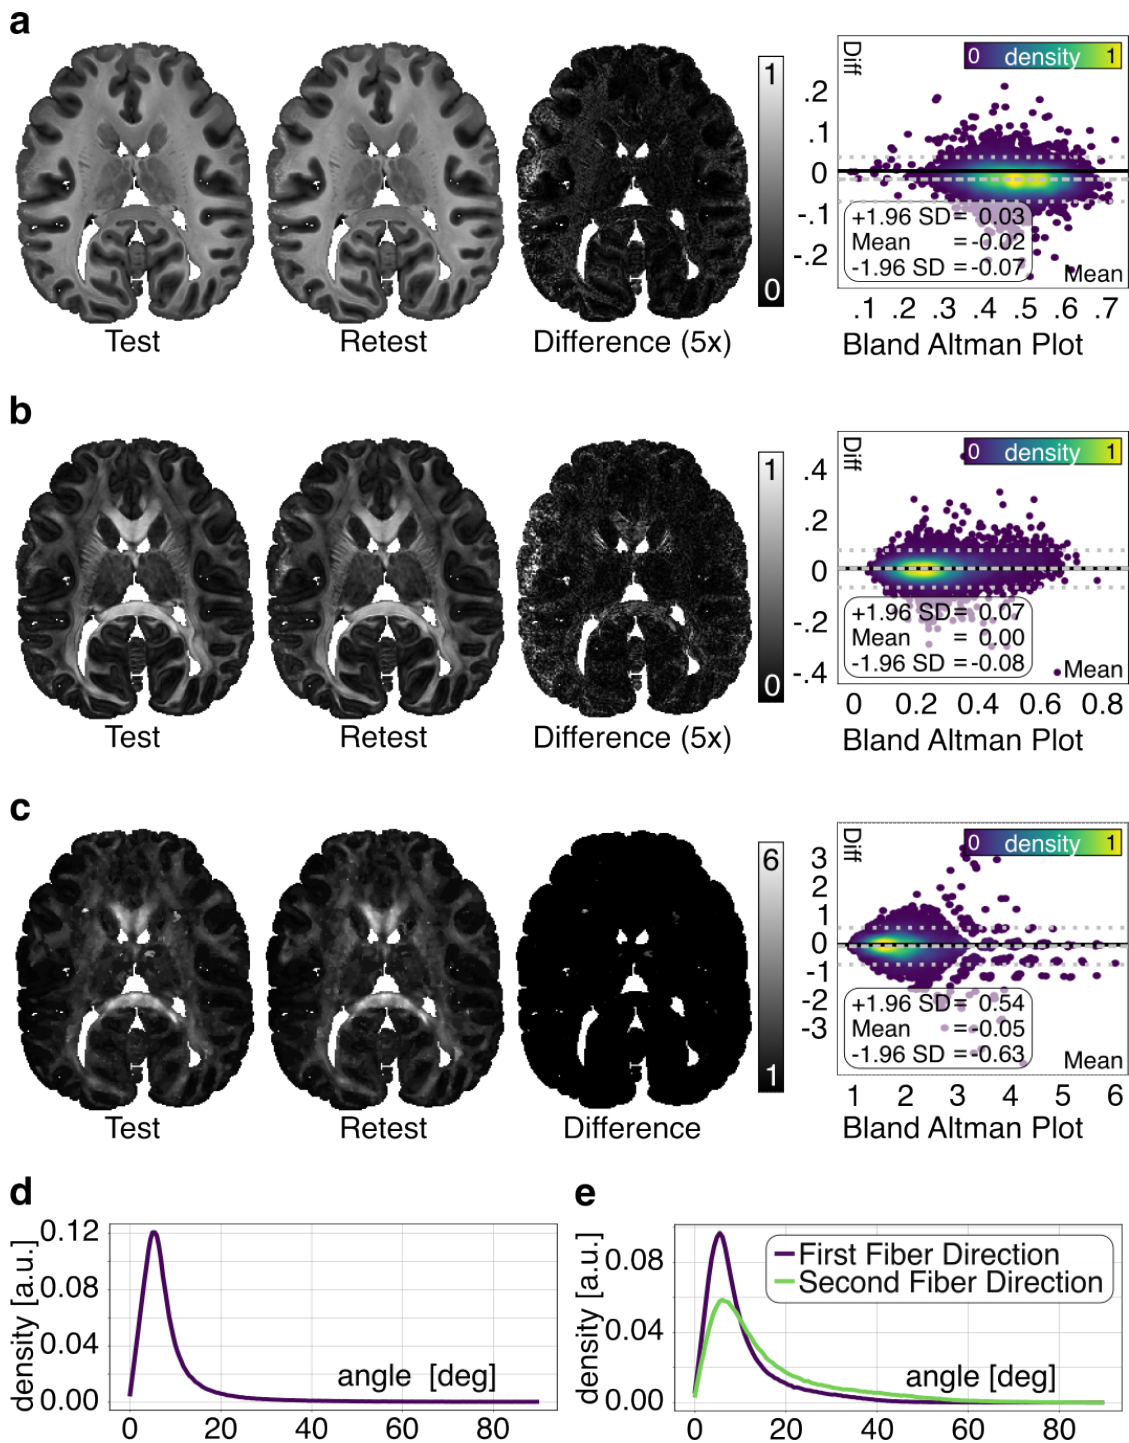 a
1
0
Test
Retest
Difference (5x)
Diff
0 density 1
.2
.1
0
-.1
-.2
+1.96 SD = 0.03
Mean = -0.02
-1.96 SD = -0.07
Mean
.1 .2 .3 .4 .5 .6 .7
Bland Altman Plot
b
1
0
Test
Retest
Difference (5x)
Diff
0 density 1
.4
.2
0
-.2
-.4
+1.96 SD = 0.07
Mean = 0.00
-1.96 SD = -0.08
Mean
0 0.2 0.4 0.6 0.8
Bland Altman Plot
c
6
1
Test
Retest
Difference
Diff
0 density 1
3
2
1
0
-1
-2
-3
+1.96 SD = 0.54
Mean = -0.05
-1.96 SD = -0.63
Mean
1 2 3 4 5 6
Bland Altman Plot
d
density [a.u.]
0.12
0.08
0.04
0.00
angle [deg]
0 20 40 60 80
e
density [a.u.]
0.08
0.04
0.00
First Fiber Direction
Second Fiber Direction
angle [deg]
0 20 40 60 80